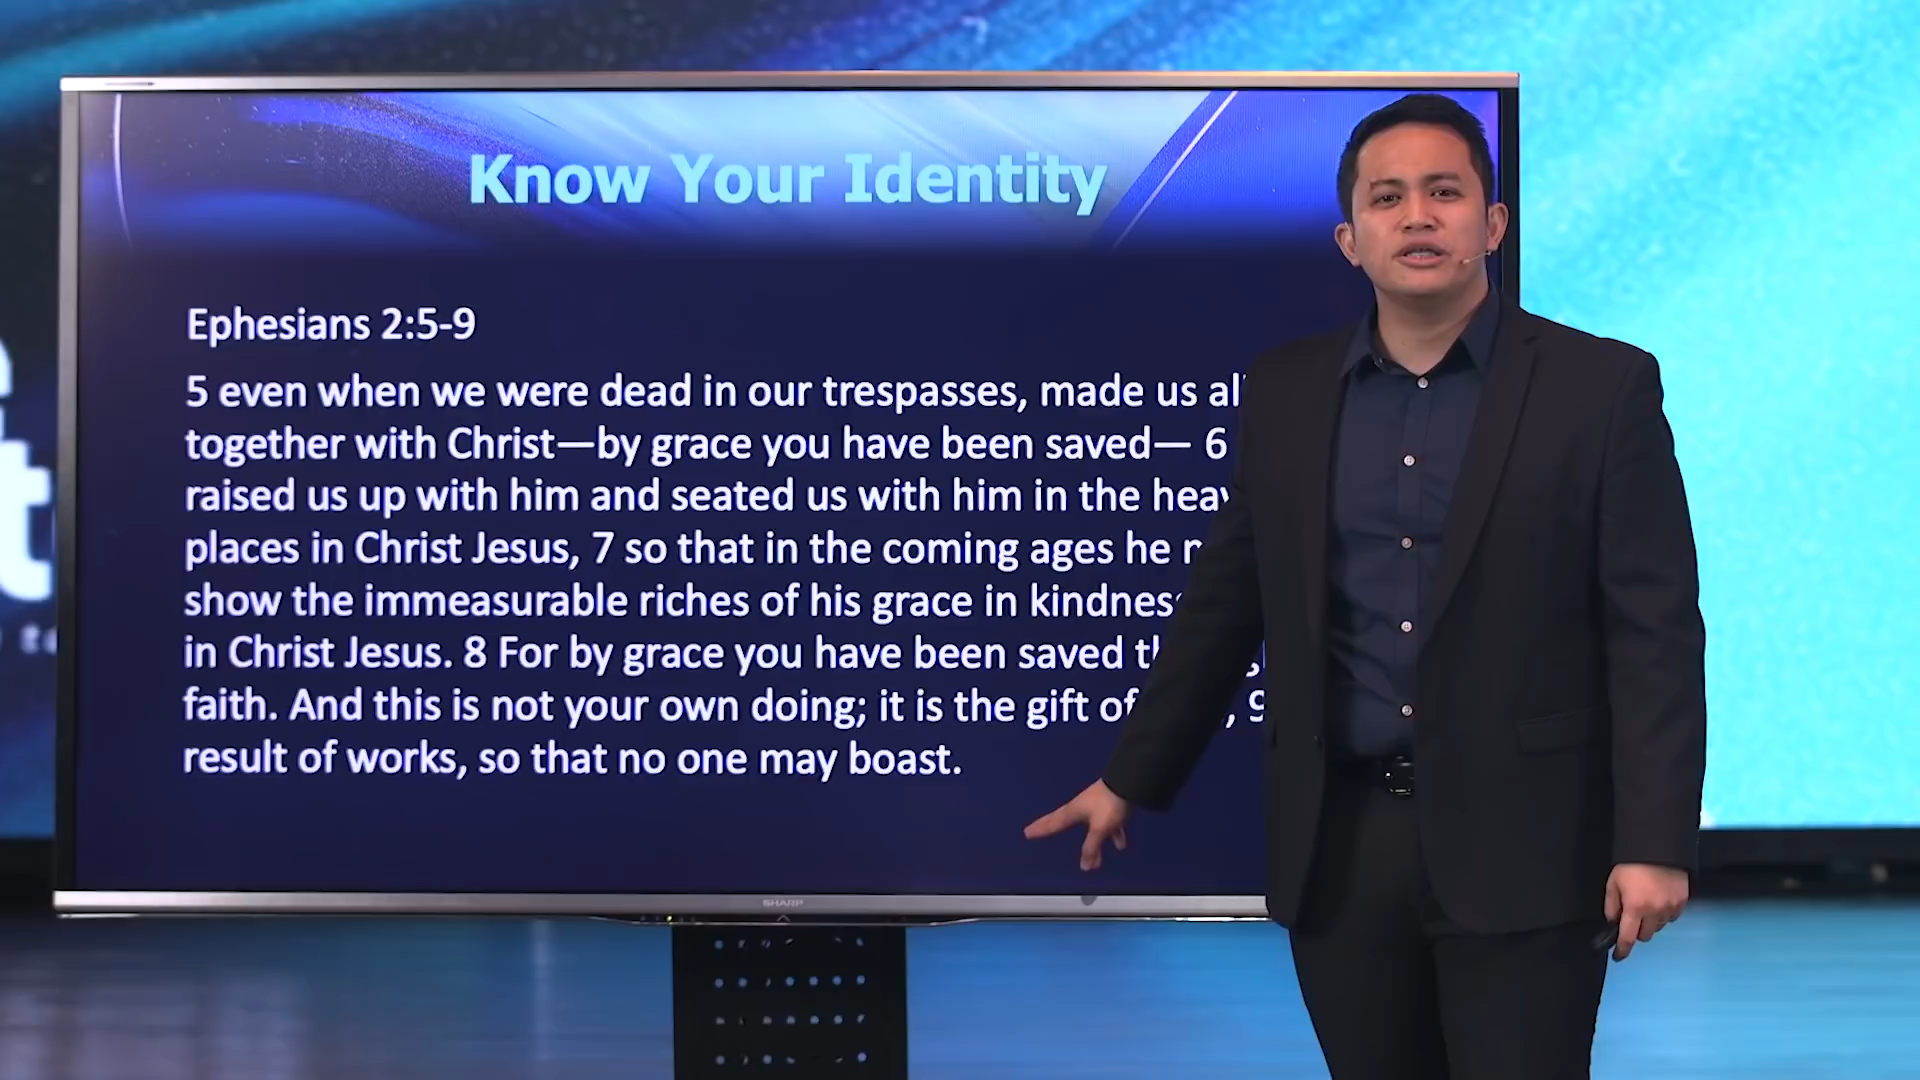 Know Your Identity
Ephesians 2:5-9
5 even when we were dead in our trespasses, made us
together with Christ—by grace you have been saved— 6
raised us up with him and seated us with him in the
places in Christ Jesus, 7 so that in the coming ages he
show the immeasurable riches of his grace in
in Christ Jesus. 8 For by grace you have been saved
faith. And this is not your own doing; it is the gift of
result of works, so that no one may boast.
SHARP